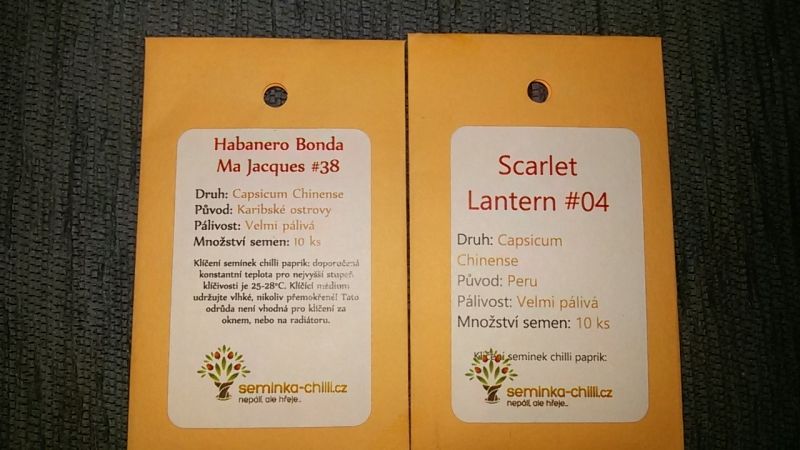 Habanero Bonda
Ma Jacques #38
Druh: Capsicum Chinense
Původ: Karibské ostrovy
Pálivost: Velmi pálivá
Množství semen: 10 ks
Klíčení semínek chilli paprik: doporučená
konstantní teplota pro nejvyšší stupeň
klíčivosti je 25-28°C. Klíčící médium
udržujte vlhké, nikoliv přemokřené! Tato
odrůda není vhodná pro klíčení za
oknem, nebo na radiátoru.
seminka-chilli.cz
nepálí, ale hřeje..
Scarlet
Lantern #04
Druh: Capsicum
Chinense
Původ: Peru
Pálivost: Velmi pálivá
Množství semen: 10 ks
Klíčení seminek chilli paprik:
seminka-chilli.cz
nepálí, ale hřeje..